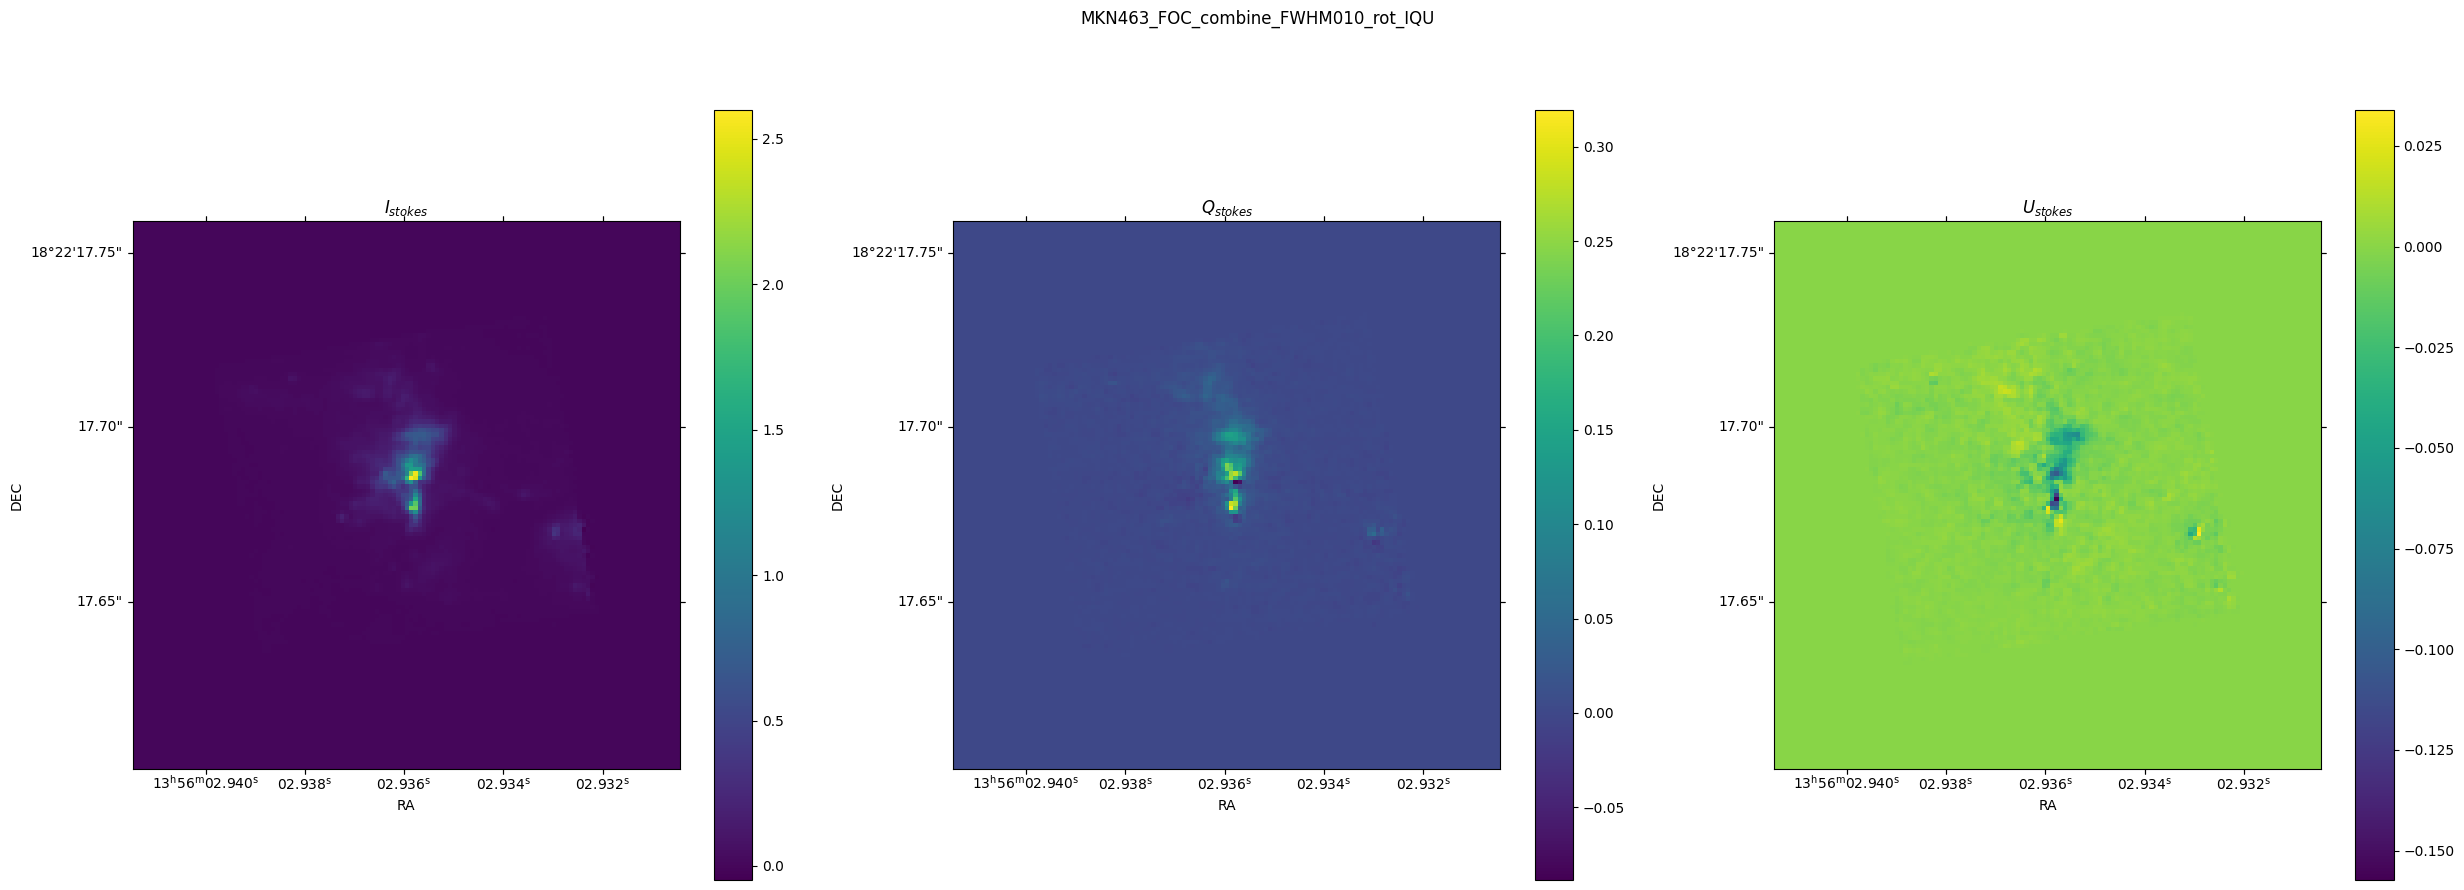 MKN463_FOC_combine_FWHM010_rot_IQU
I_stokes
18°22'17.75"
17.70"
17.65"
DEC
13ʰ56ᵐ02.940ˢ
02.938ˢ
02.936ˢ
02.934ˢ
02.932ˢ
RA
2.5
2.0
1.5
1.0
0.5
0.0
Q_stokes
18°22'17.75"
17.70"
17.65"
DEC
13ʰ56ᵐ02.940ˢ
02.938ˢ
02.936ˢ
02.934ˢ
02.932ˢ
RA
0.30
0.25
0.20
0.15
0.10
0.05
0.00
−0.05
U_stokes
18°22'17.75"
17.70"
17.65"
DEC
13ʰ56ᵐ02.940ˢ
02.938ˢ
02.936ˢ
02.934ˢ
02.932ˢ
RA
0.025
0.000
−0.025
−0.050
−0.075
−0.100
−0.125
−0.150